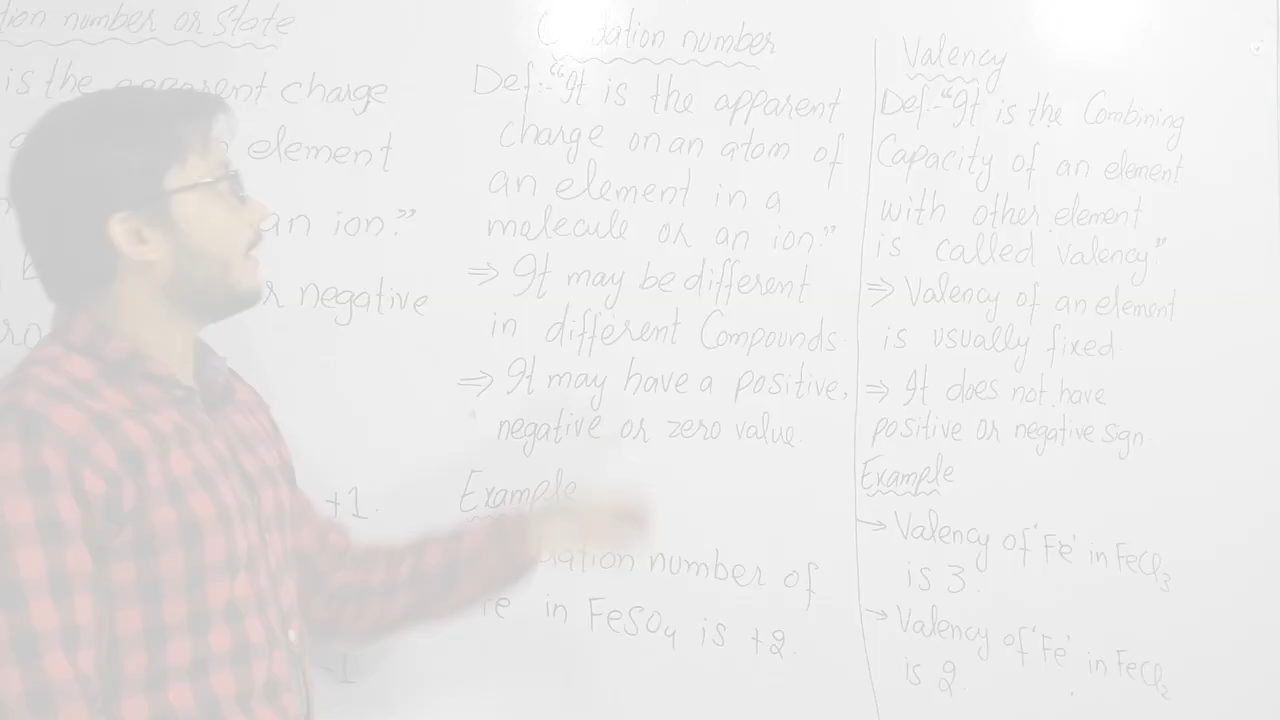 tion number or State
is the apparent charge
element
an ion."
r negative
+1.
-1
dation number
Def:-"It is the apparent
charge on an atom of
an element in a
molecule or an ion."
⇒ It may be different
in different Compounds.
⇒ It may have a positive,
negative or zero value.
Example
dation number of
Fe in FeSO₄ is +2.
Valency
Def:-"It is the Combining
Capacity of an element
with other element
is called valency"
⇒ Valency of an element
is usually fixed.
⇒ It does not have
positive or negative sign.
Example
→ Valency of 'Fe' in FeCl₃
is 3.
→ Valency of 'Fe' in FeCl₂
is 2.